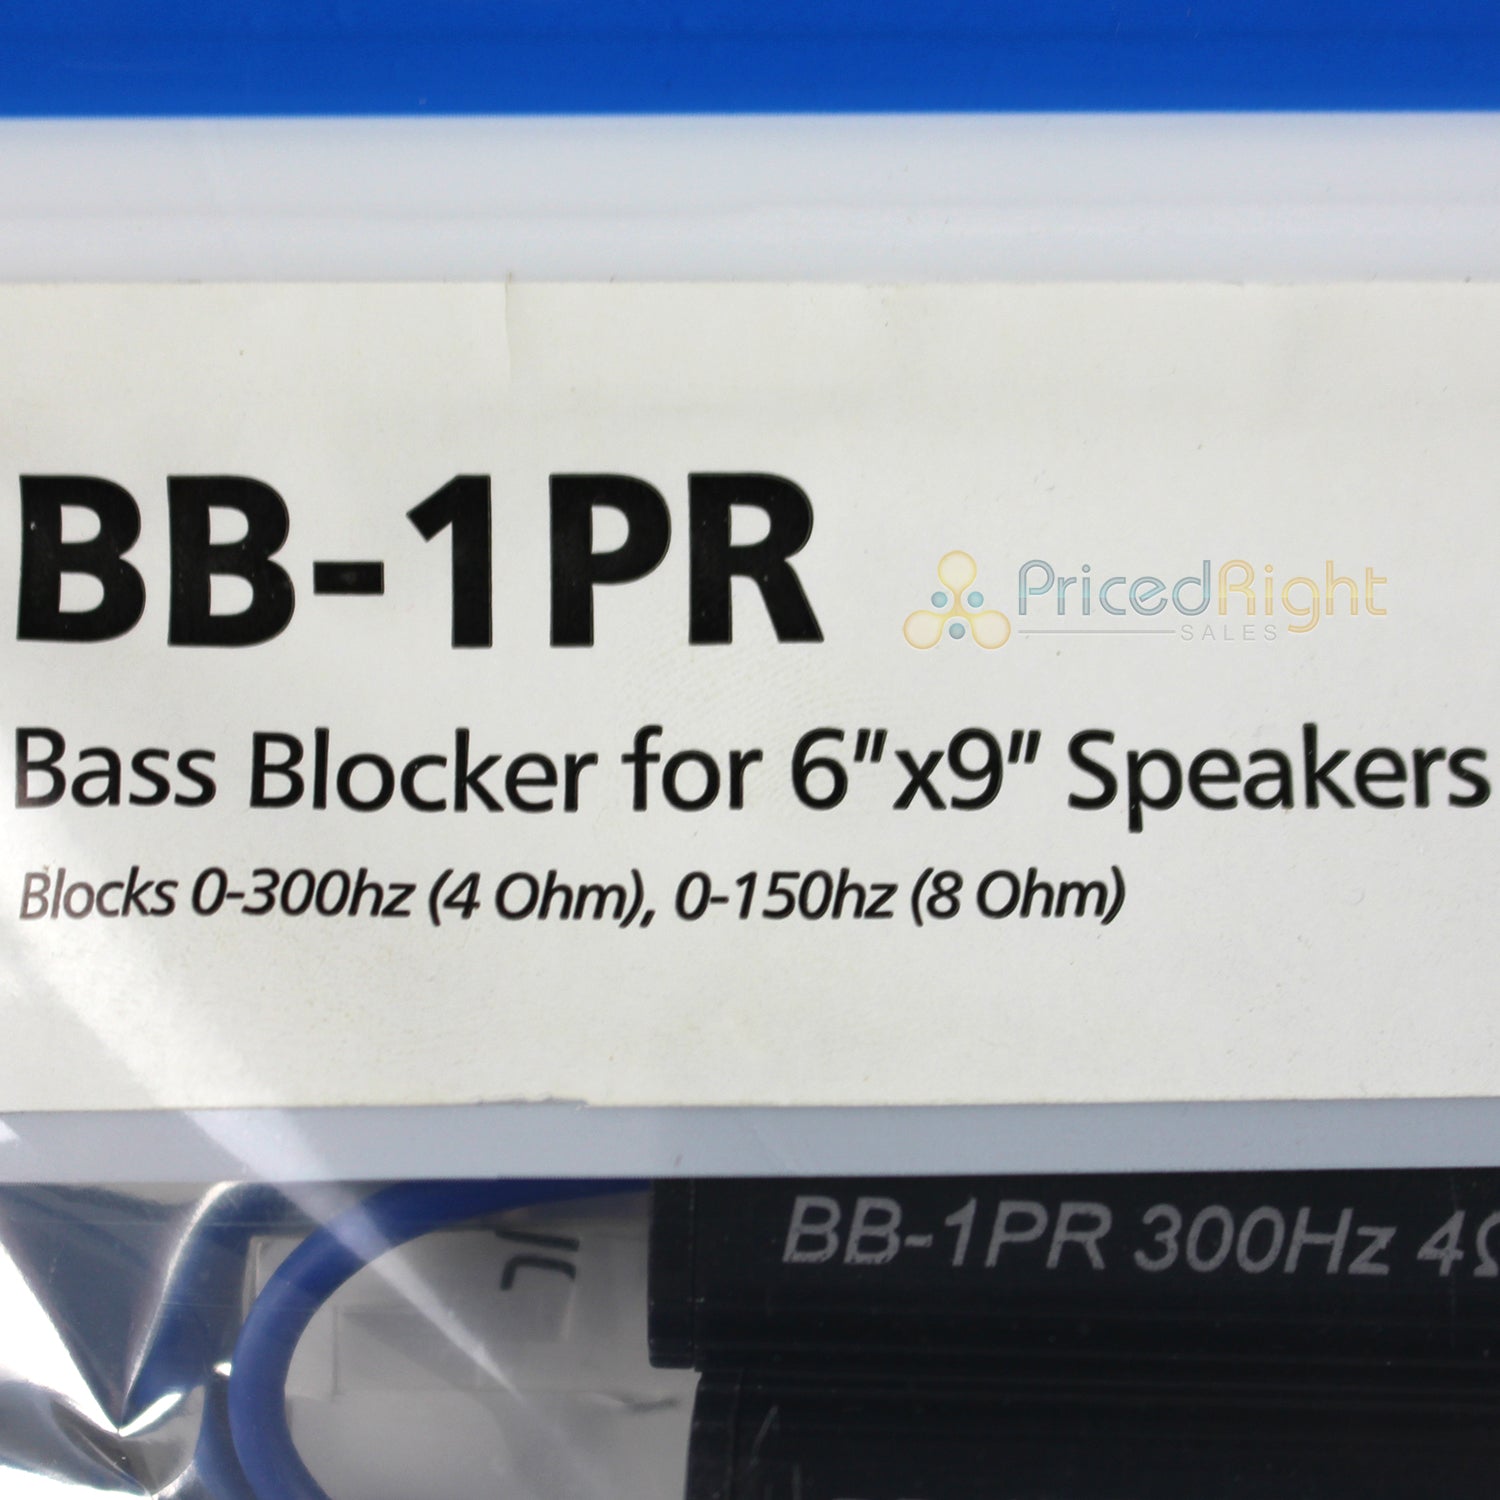 BB-1PR
PricedRight
SALES
Bass Blocker for 6"x9" Speakers
Blocks 0-300hz (4 Ohm), 0-150hz (8 Ohm)
BB-1PR 300Hz 4Ω